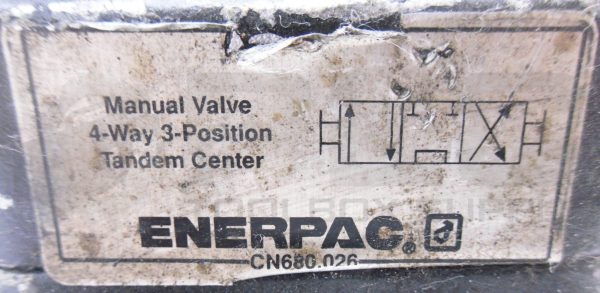 Manual Valve
4-Way 3-Position
Tandem Center
ENERPAC®
CN680.026